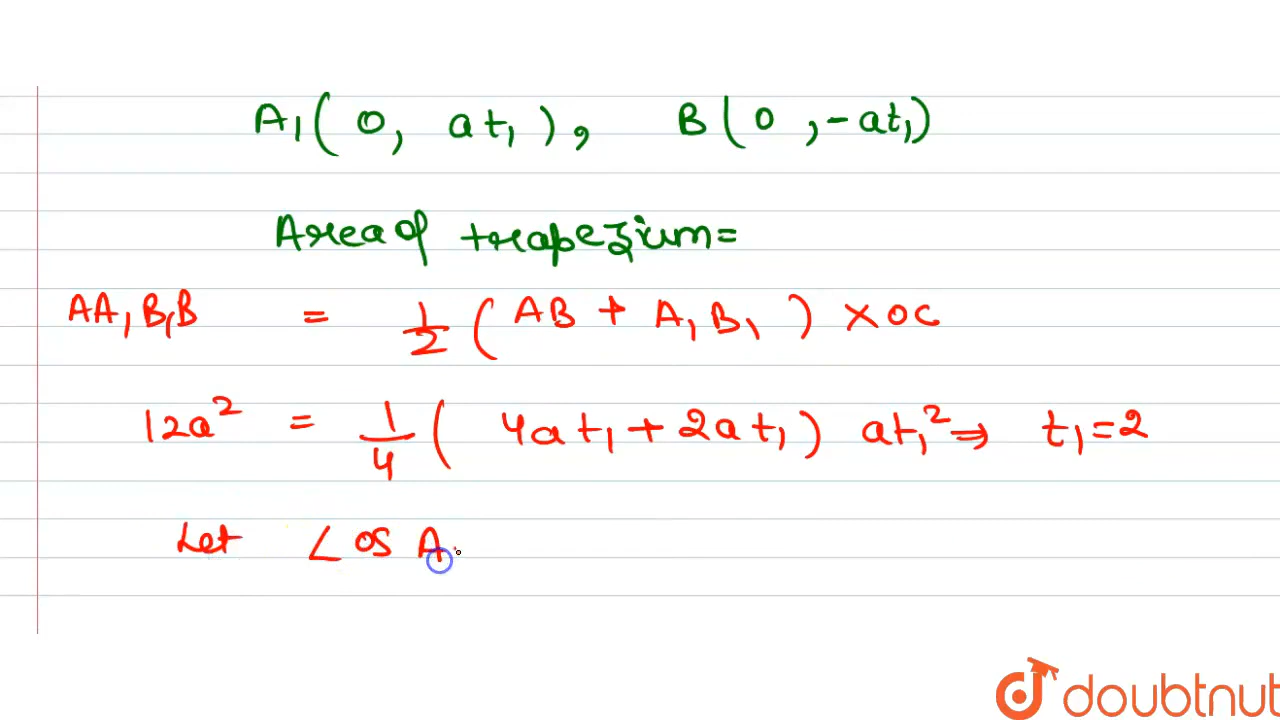 A₁( 0, at₁ ), B( 0 , -at₁)
Area of trapezium =
AA₁B₁B = 1/2 ( AB + A₁B₁ ) × OC
12a² = 1/4 ( 4at₁ + 2at₁ ) at₁² ⇒ t₁ = 2
Let ∠OSA
doubtnut